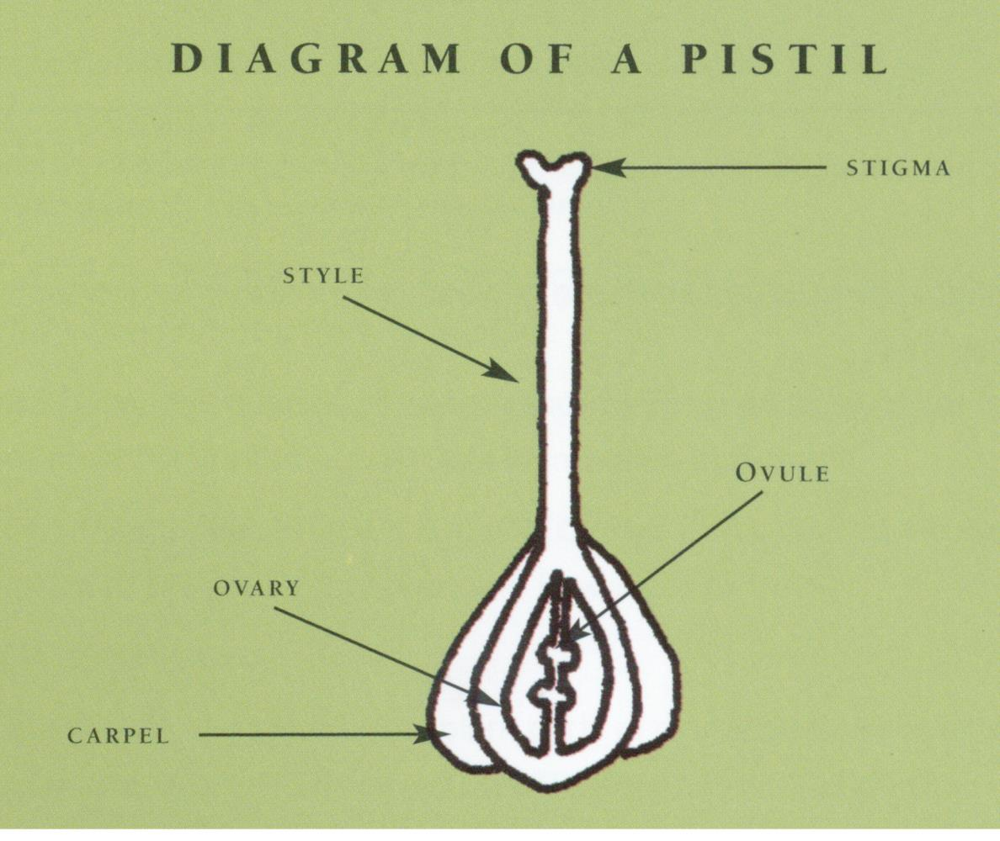 DIAGRAM OF A PISTIL
STIGMA
STYLE
OVULE
OVARY
CARPEL